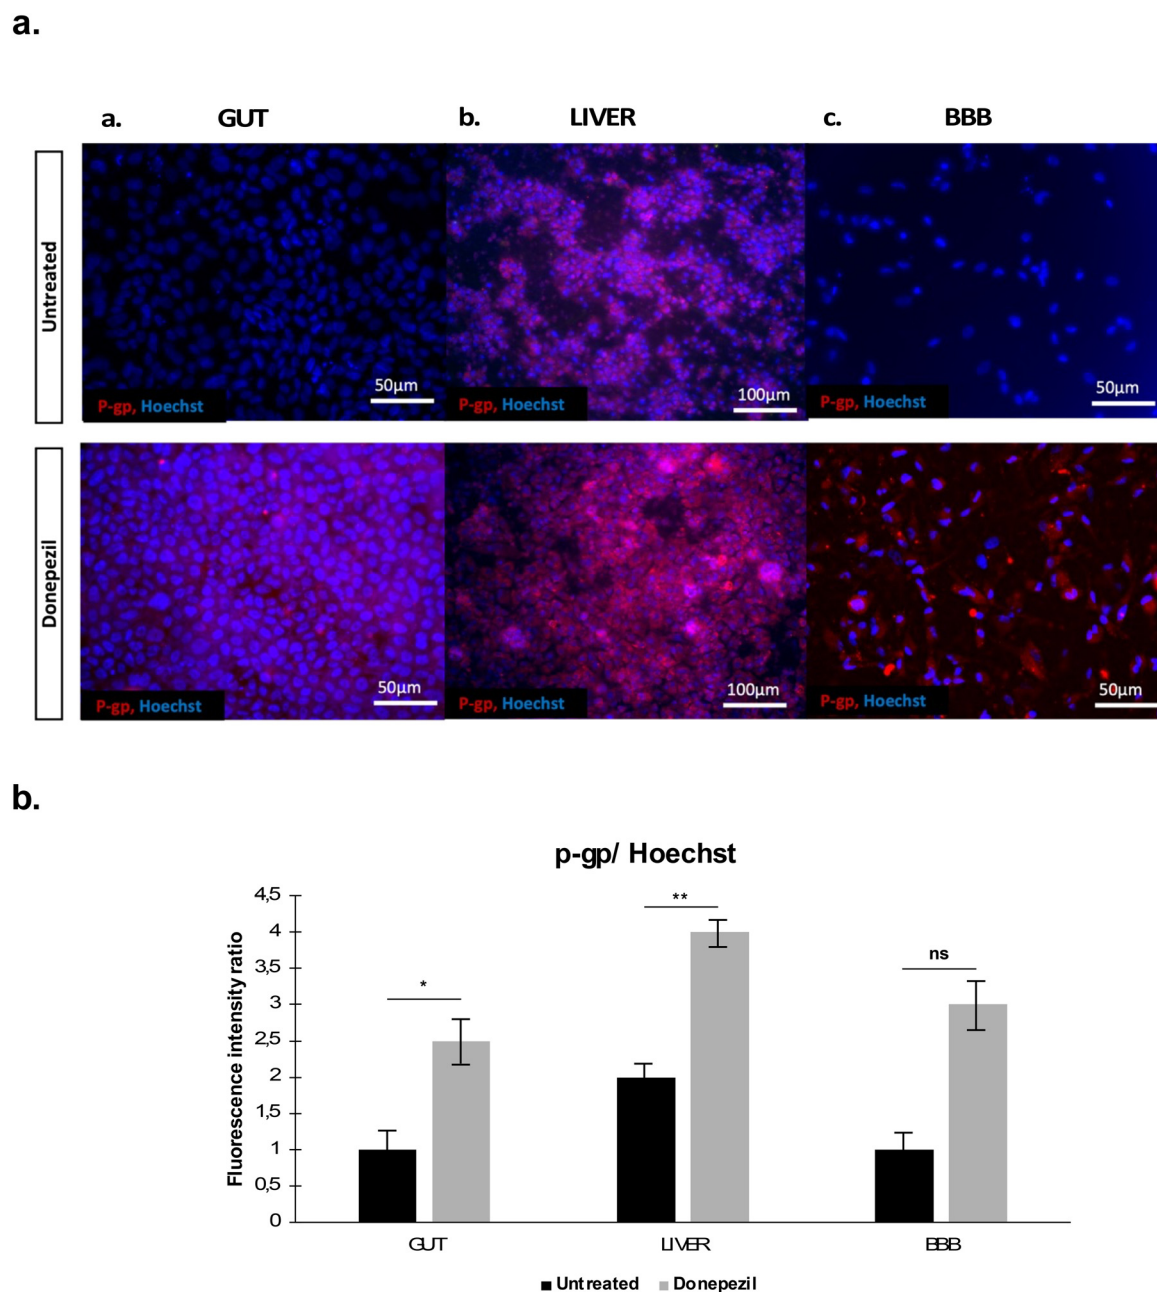 a.
a. GUT b. LIVER c. BBB
Untreated
50µm
100µm
50µm
P-gp, Hoechst
P-gp, Hoechst
P-gp, Hoechst
Donepezil
50µm
100µm
50µm
P-gp, Hoechst
P-gp, Hoechst
P-gp, Hoechst
b.
p-gp/ Hoechst
Fluorescence intensity ratio
4,5
4
3,5
3
2,5
2
1,5
1
0,5
0
*
**
ns
GUT LIVER BBB
Untreated Donepezil